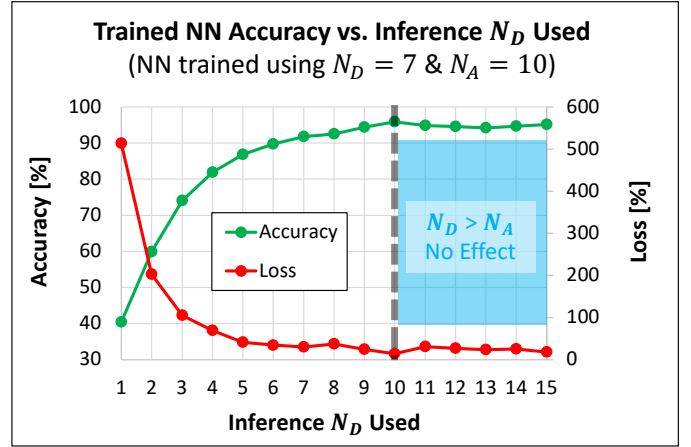 Trained NN Accuracy vs. Inference N_D Used
(NN trained using N_D = 7 & N_A = 10)
100
90
80
70
60
50
40
30
Accuracy [%]
600
500
400
300
200
100
0
Loss [%]
Accuracy
Loss
N_D > N_A
No Effect
1 2 3 4 5 6 7 8 9 10 11 12 13 14 15
Inference N_D Used